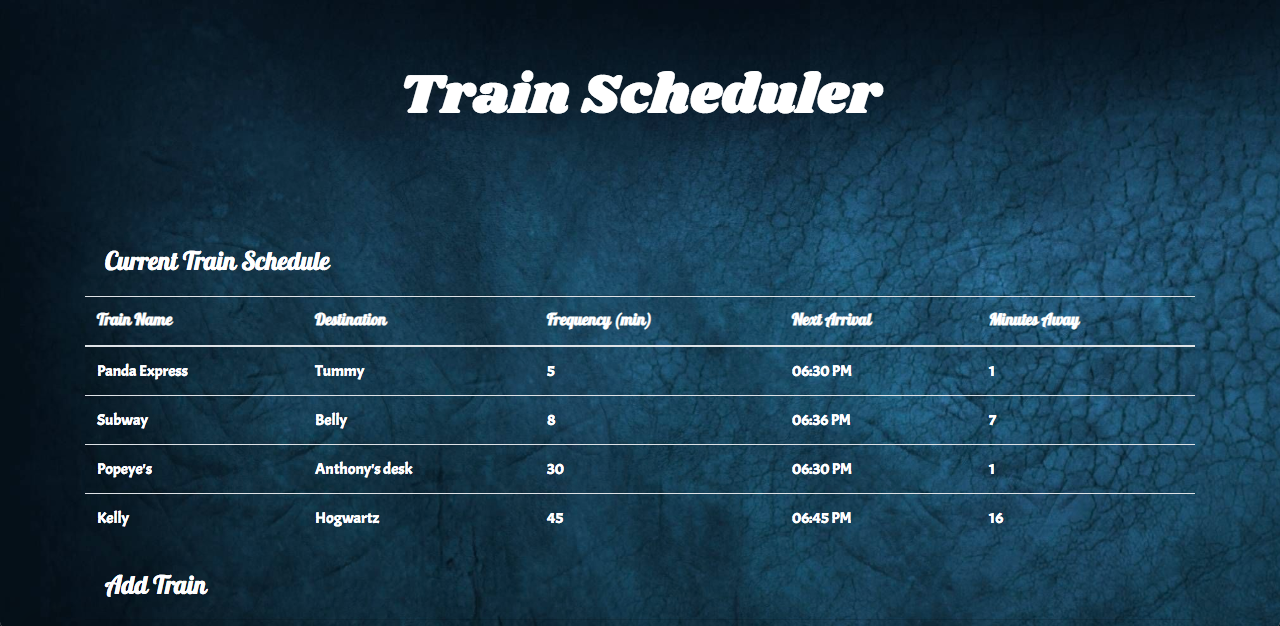 Train Scheduler
Current Train Schedule
Train Name Destination Frequency (min) Next Arrival Minutes Away
Panda Express Tummy 5 06:30 PM 1
Subway Belly 8 06:36 PM 7
Popeye's Anthony's desk 30 06:30 PM 1
Kelly Hogwartz 45 06:45 PM 16
Add Train